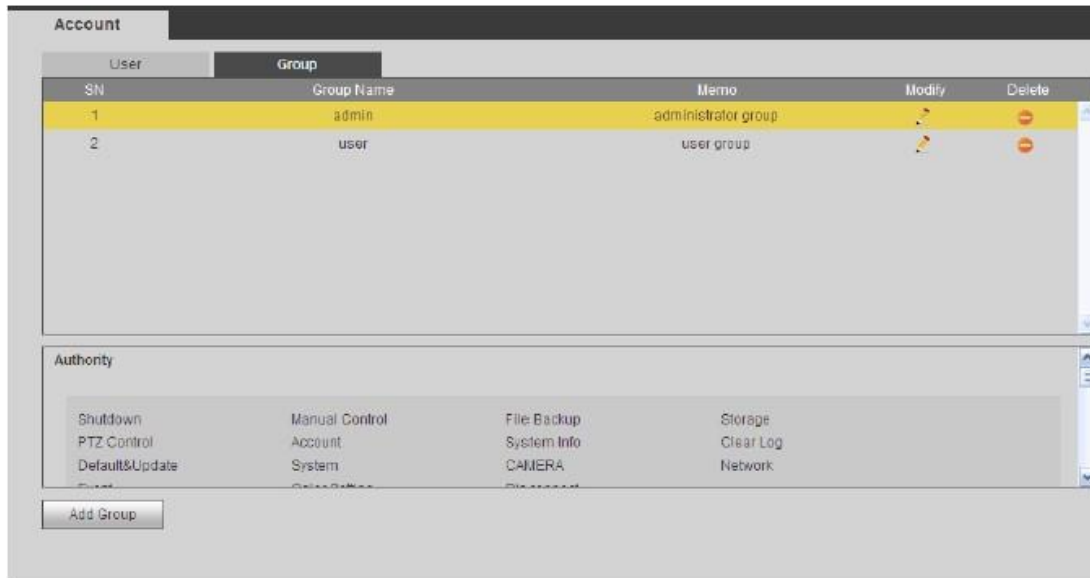 Account
User Group
SN Group Name Memo Modify Delete
1 admin administrator group
2 user user group
Authority
Shutdown Manual Control File Backup Storage
PTZ Control Account System Info Clear Log
Default&Update System CAMERA Network
Add Group